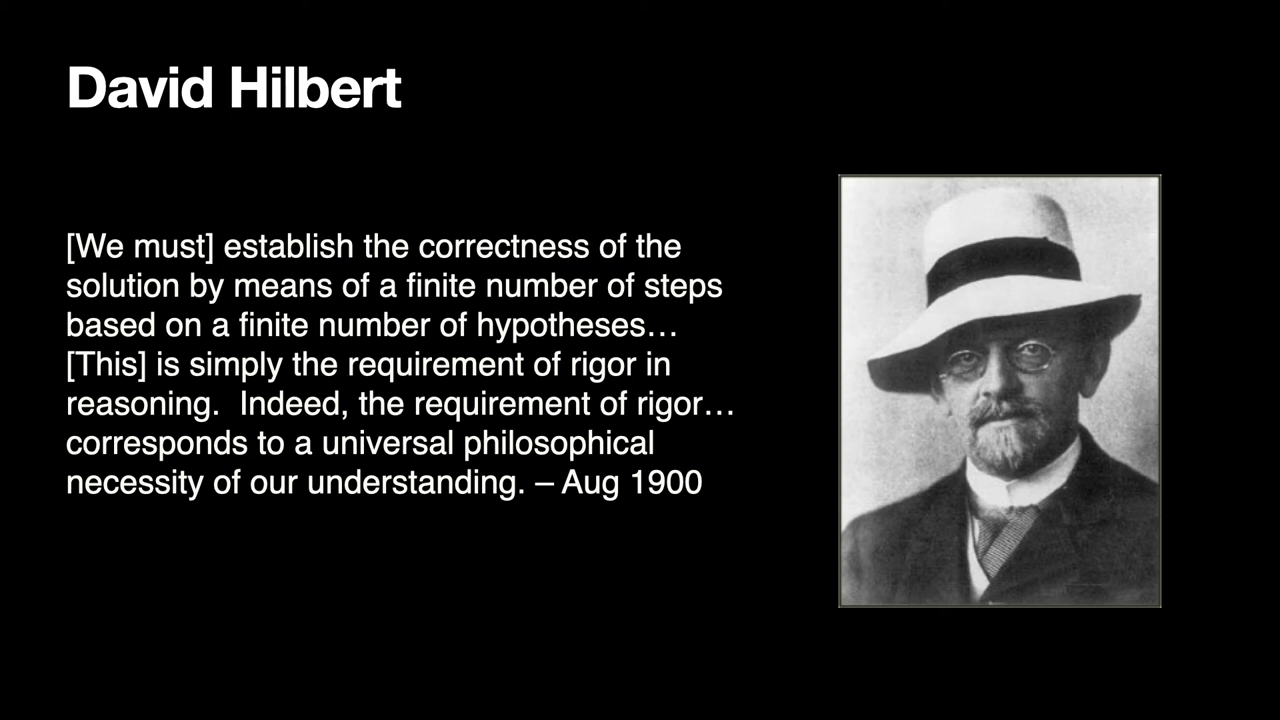 David Hilbert
[We must] establish the correctness of the
solution by means of a finite number of steps
based on a finite number of hypotheses…
[This] is simply the requirement of rigor in
reasoning.  Indeed, the requirement of rigor…
corresponds to a universal philosophical
necessity of our understanding. – Aug 1900